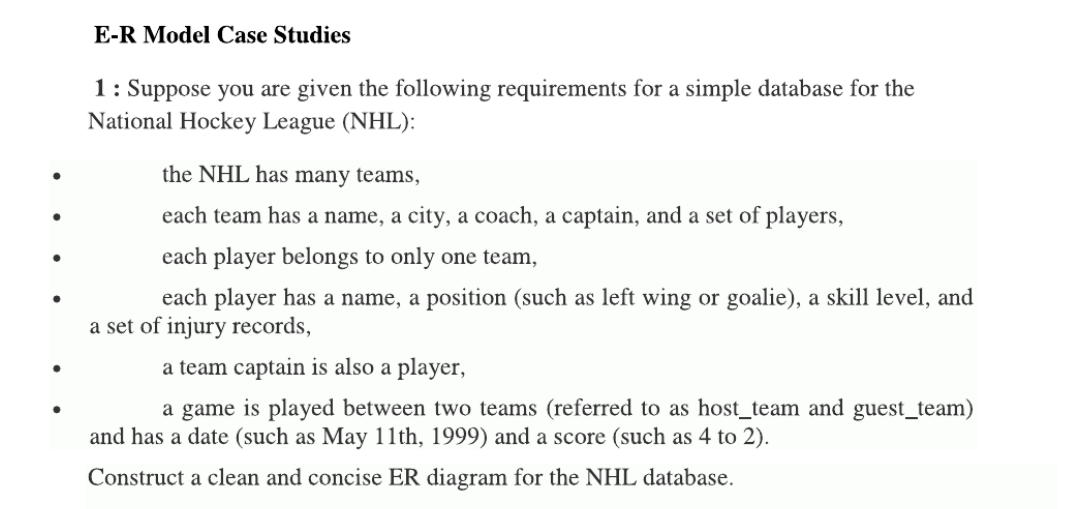 E-R Model Case Studies
1 : Suppose you are given the following requirements for a simple database for the
National Hockey League (NHL):
• the NHL has many teams,
• each team has a name, a city, a coach, a captain, and a set of players,
• each player belongs to only one team,
• each player has a name, a position (such as left wing or goalie), a skill level, and
a set of injury records,
• a team captain is also a player,
• a game is played between two teams (referred to as host_team and guest_team)
and has a date (such as May 11th, 1999) and a score (such as 4 to 2).
Construct a clean and concise ER diagram for the NHL database.